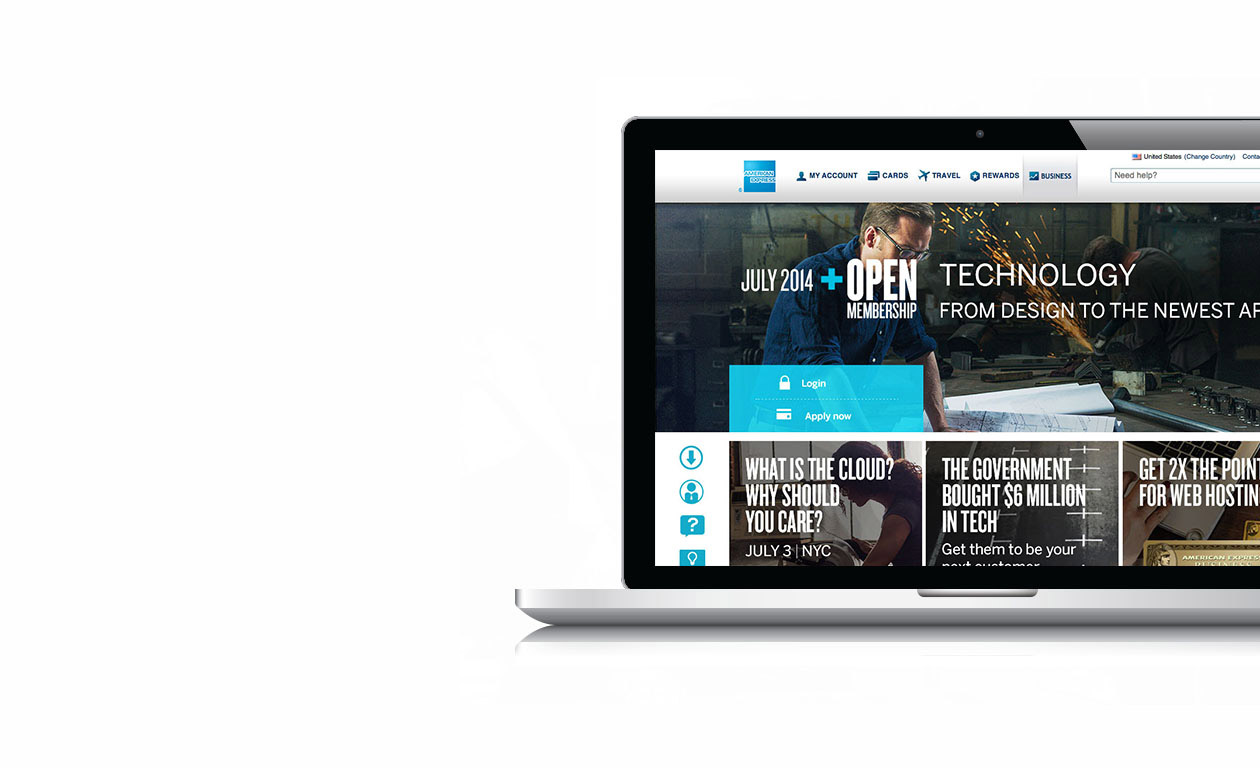 United States (Change Country) Conta
AMERICAN
EXPRESS
®
MY ACCOUNT
CARDS
TRAVEL
REWARDS
BUSINESS
Need help?
JULY 2014
OPEN
MEMBERSHIP
TECHNOLOGY
FROM DESIGN TO THE NEWEST AP
Login
Apply now
WHAT IS THE CLOUD?
WHY SHOULD
YOU CARE?
JULY 3 | NYC
THE GOVERNMENT
BOUGHT $6 MILLION
IN TECH
Get them to be your
next customer
GET 2X THE POINT
FOR WEB HOSTIN
AMERICAN EXPRESS